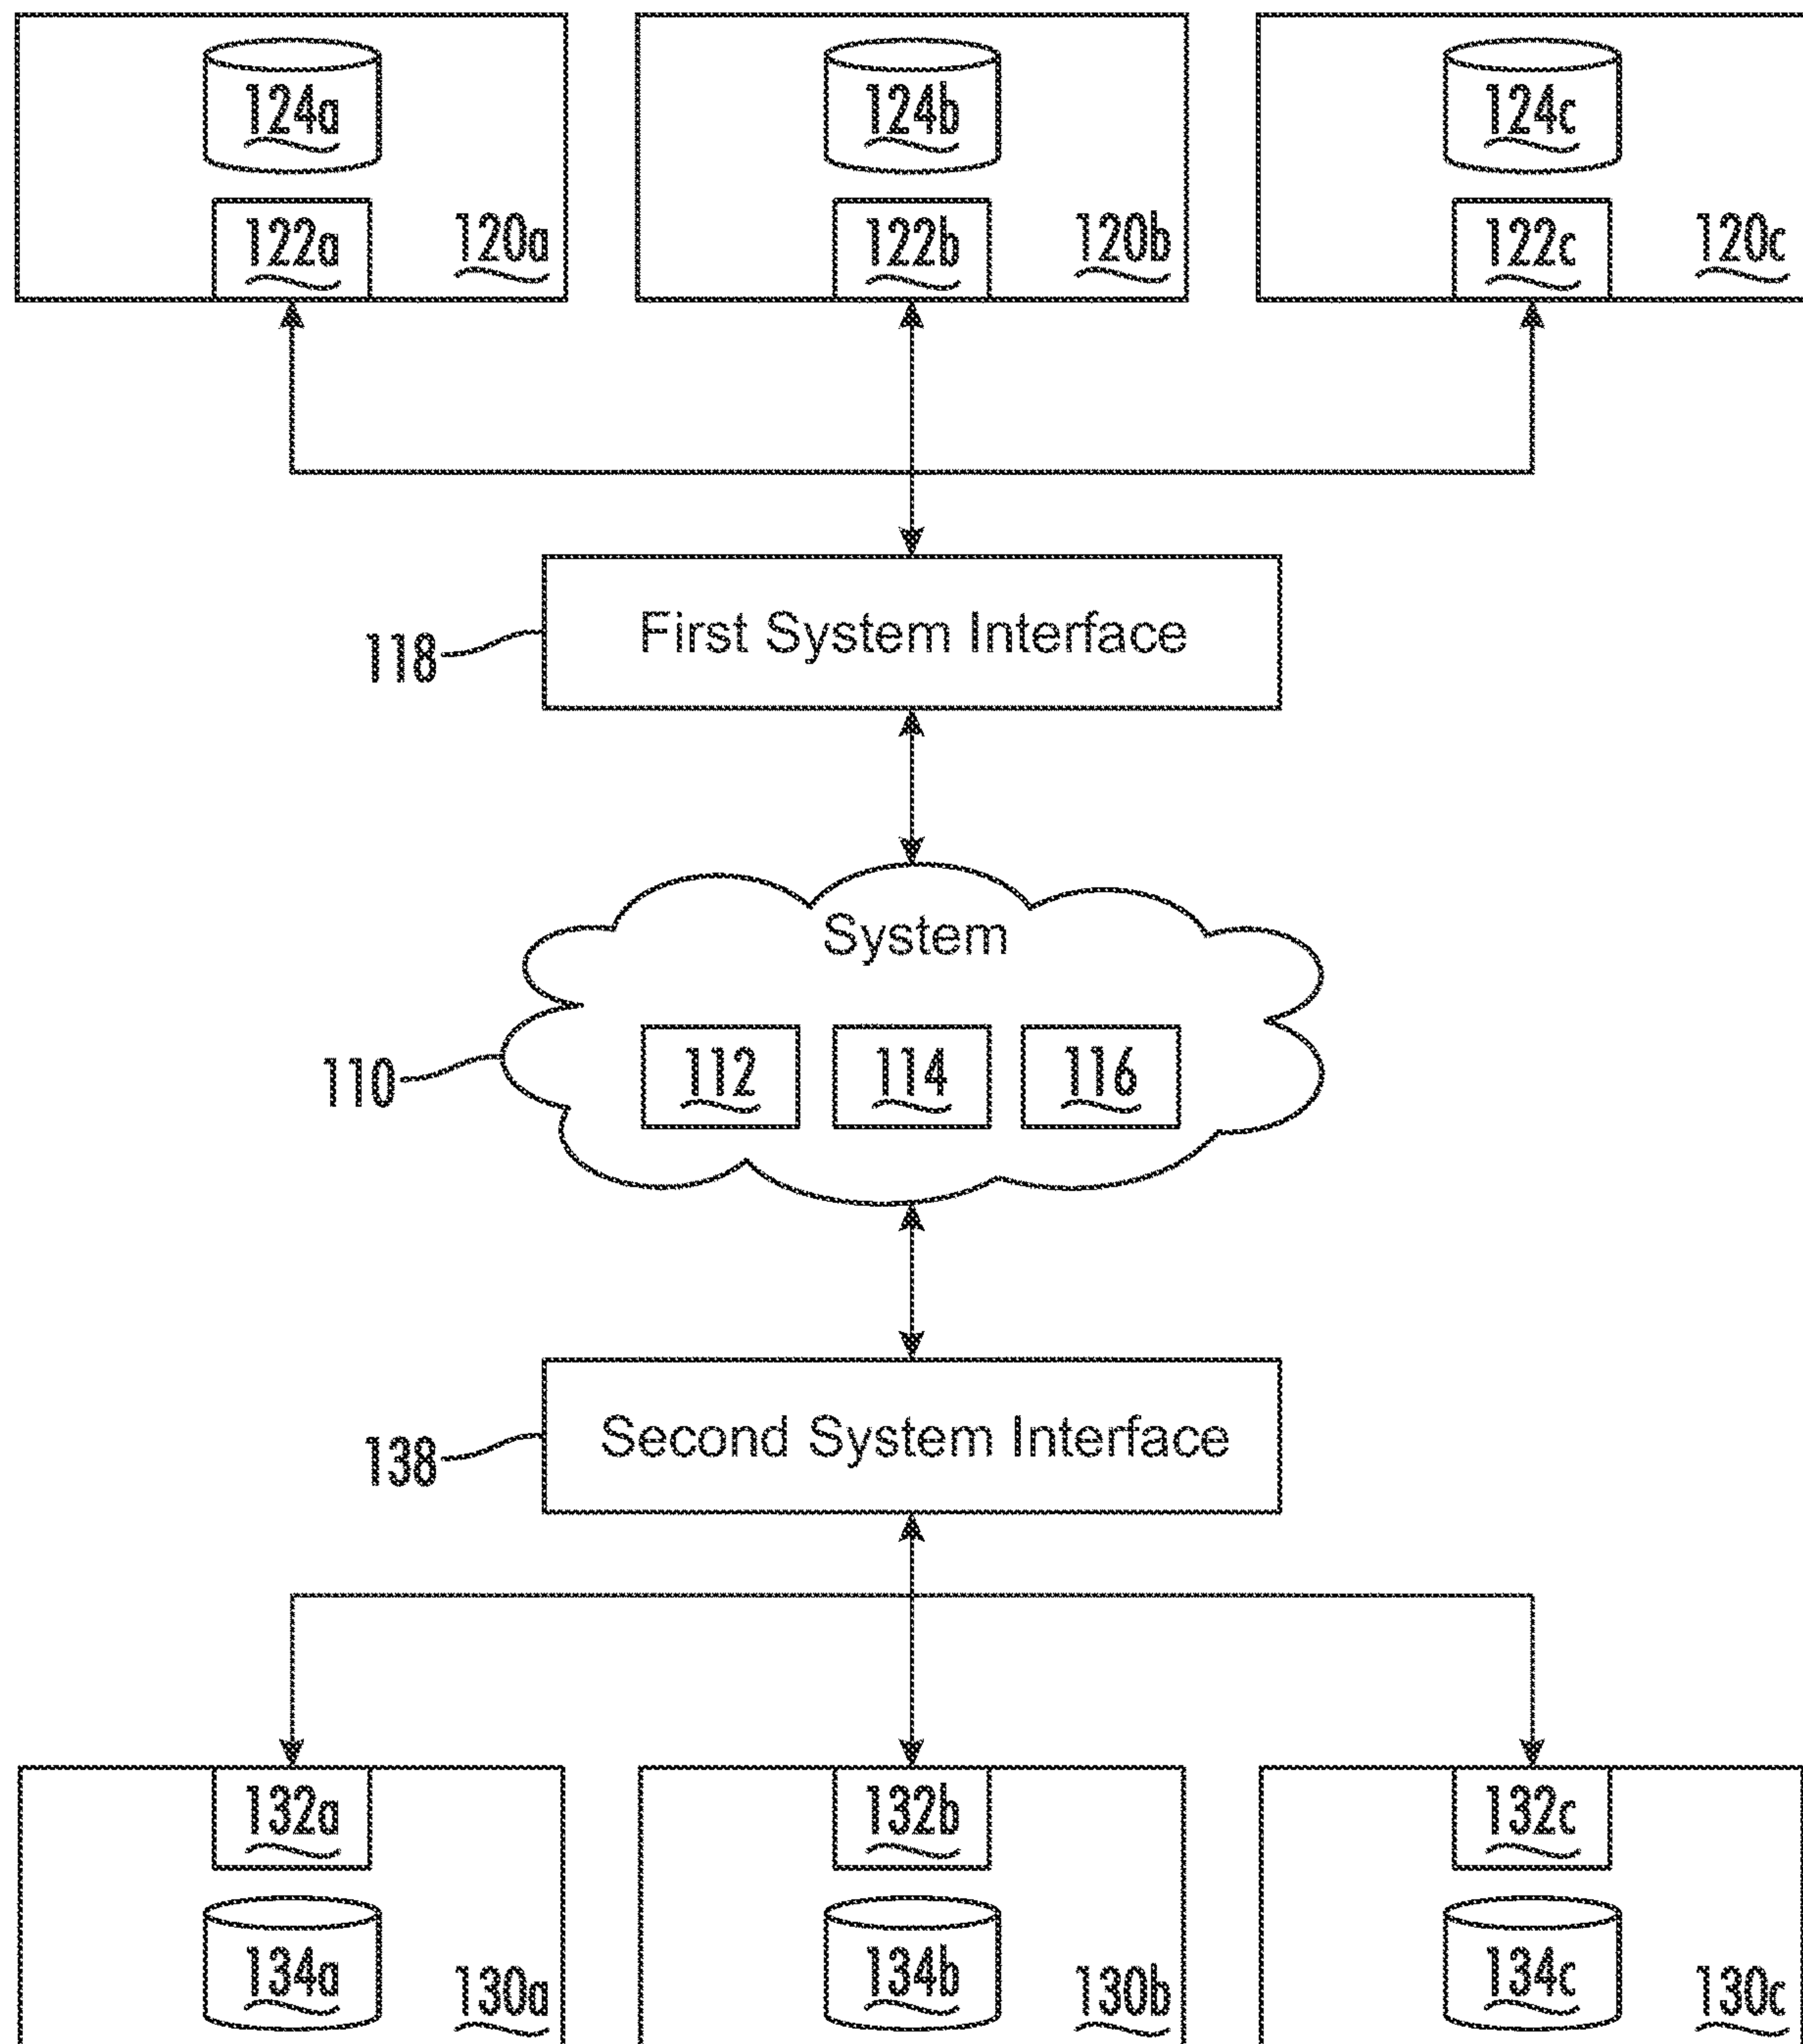 124a 124b 124c
122a 120a 122b 120b 122c 120c
118 First System Interface
System
110 112 114 116
138 Second System Interface
132a 132b 132c
134a 130a 134b 130b 134c 130c